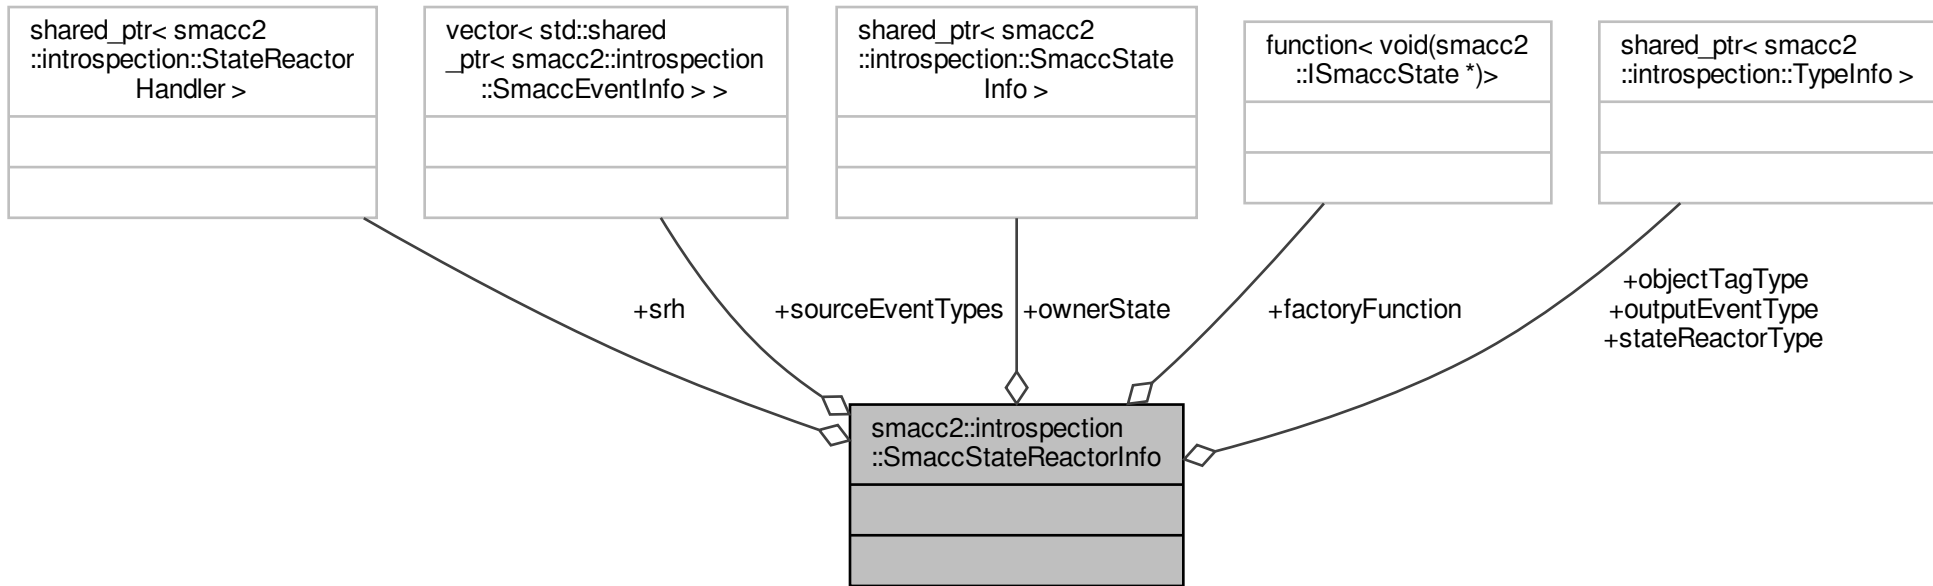 shared_ptr< smacc2
::introspection::StateReactor
Handler >
vector< std::shared
_ptr< smacc2::introspection
::SmaccEventInfo > >
shared_ptr< smacc2
::introspection::SmaccState
Info >
function< void(smacc2
::ISmaccState *)>
shared_ptr< smacc2
::introspection::TypeInfo >
+srh
+sourceEventTypes
+ownerState
+factoryFunction
+objectTagType
+outputEventType
+stateReactorType
smacc2::introspection
::SmaccStateReactorInfo